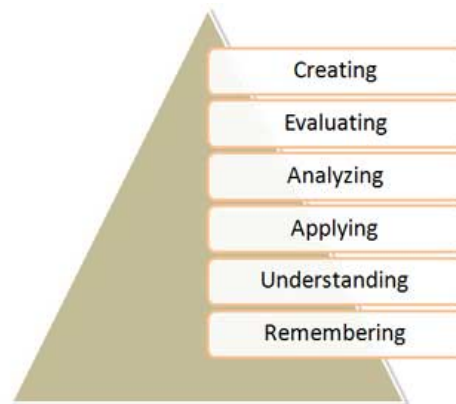 Creating
Evaluating
Analyzing
Applying
Understanding
Remembering